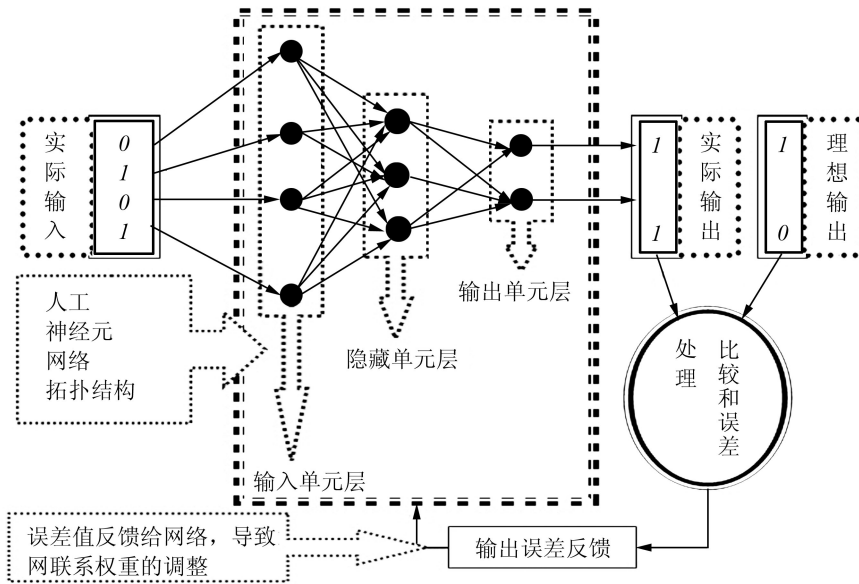 实际输入
0
1
0
1
人工
神经元
网络
拓扑结构
输入单元层
隐藏单元层
输出单元层
1
1
实际输出
1
0
理想输出
比较和误差
处理
输出误差反馈
误差值反馈给网络，导致
网联系权重的调整